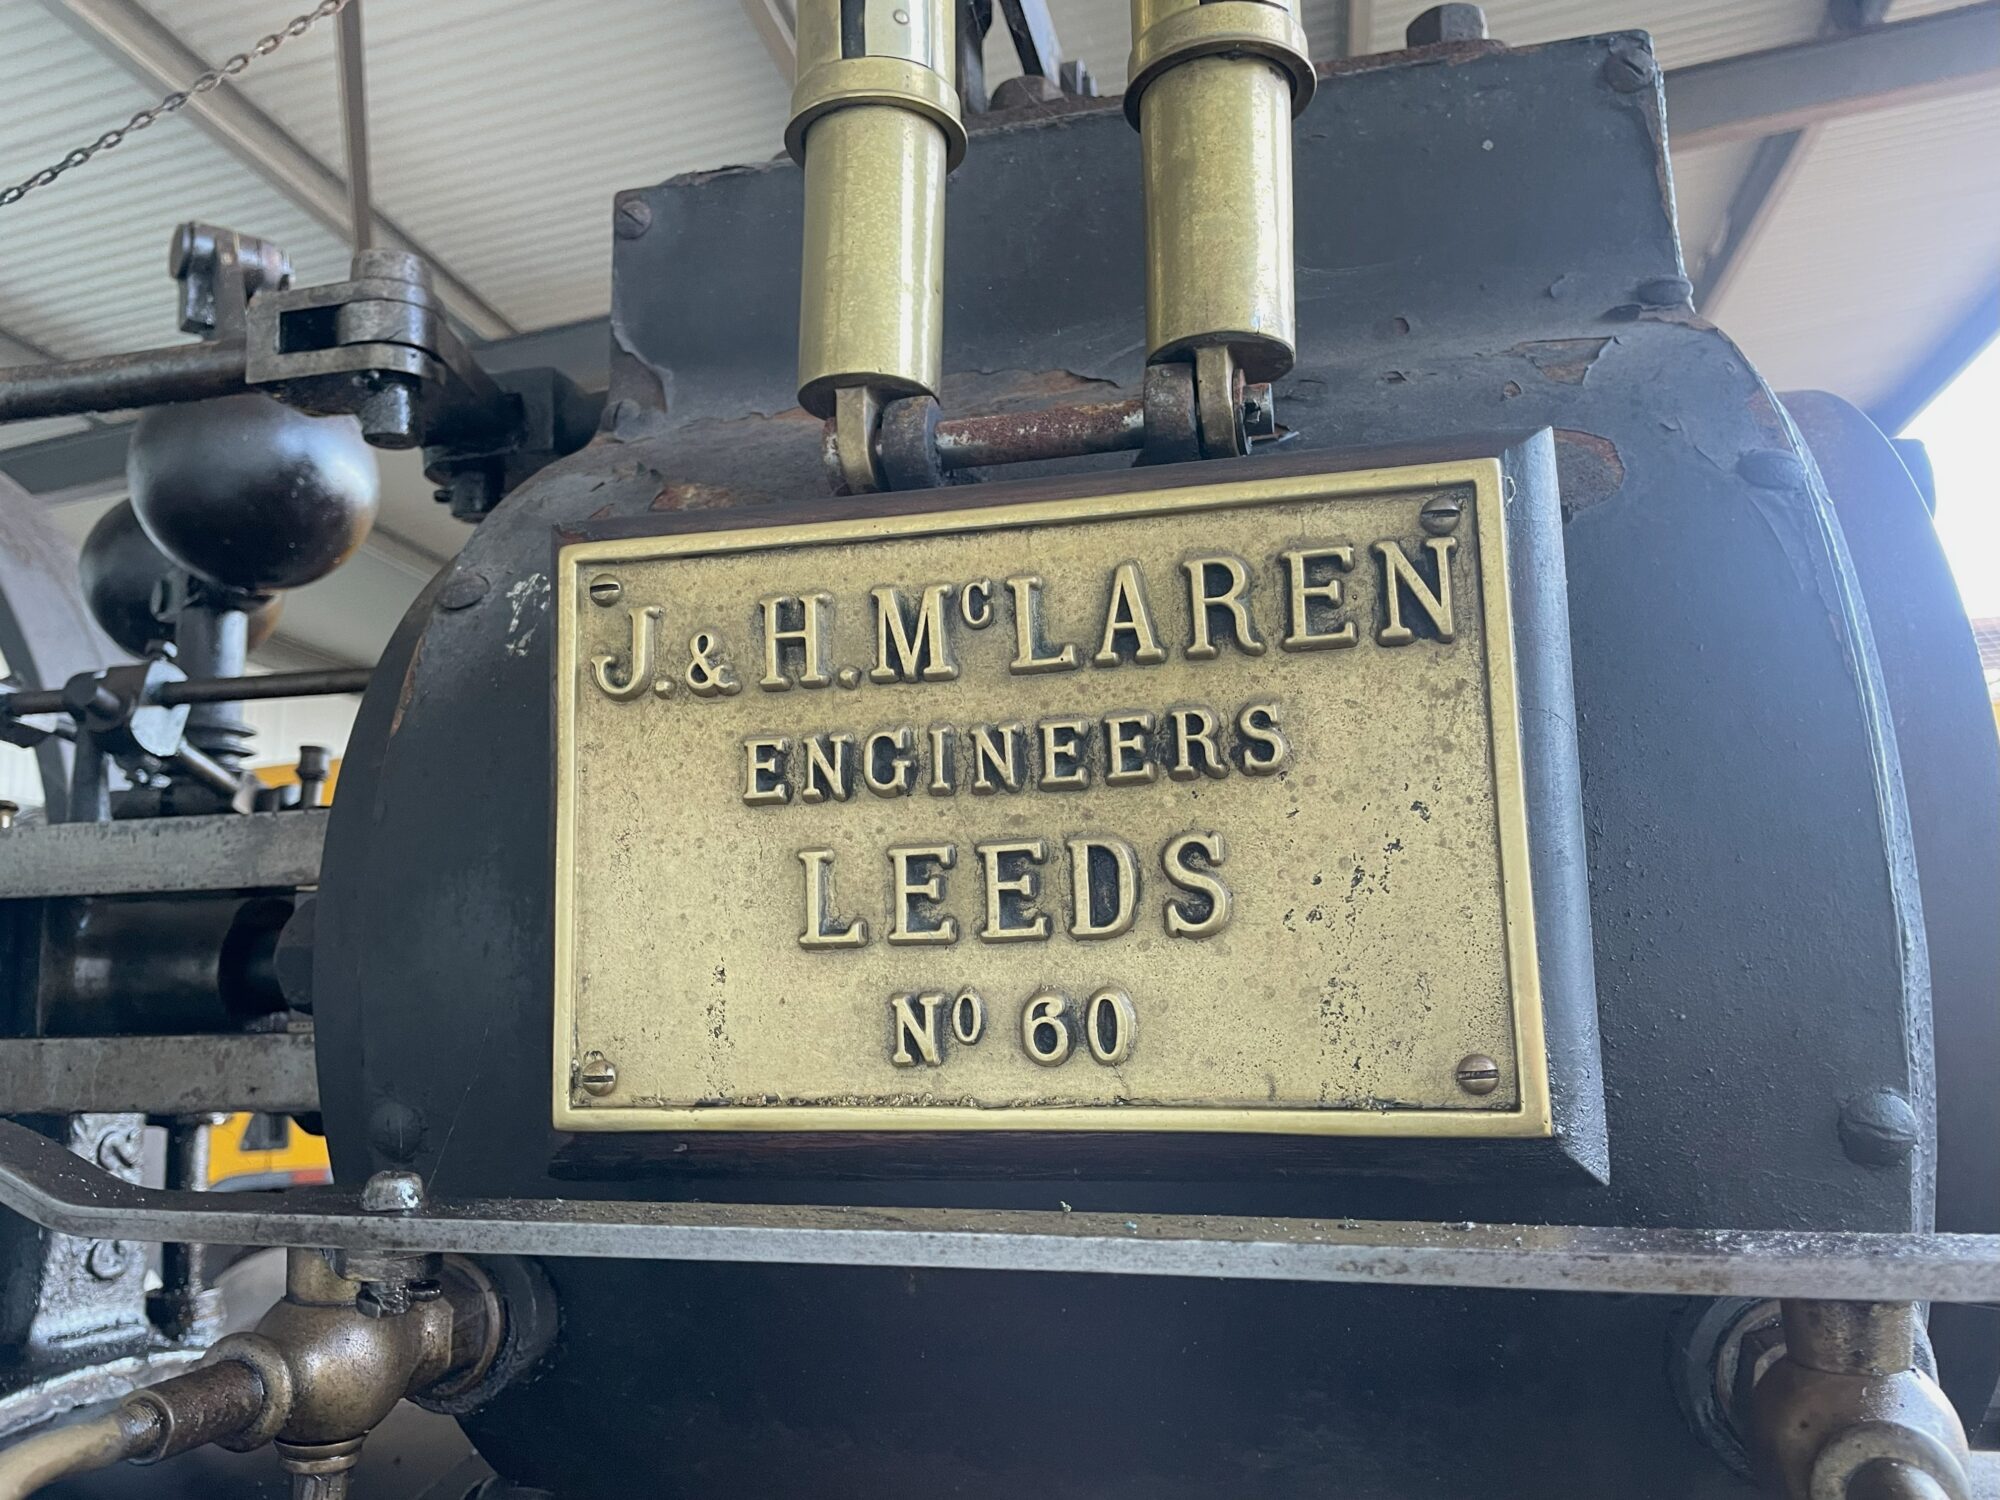 J. & H. McLAREN
ENGINEERS
LEEDS
No 60